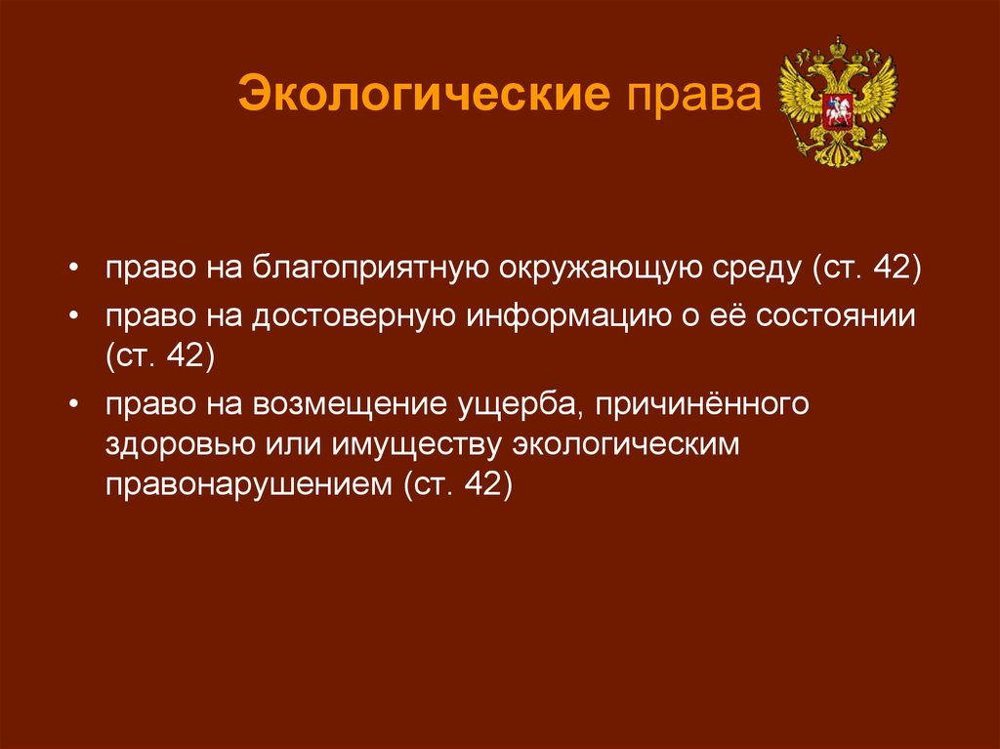 Экологические права
• право на благоприятную окружающую среду (ст. 42)
• право на достоверную информацию о её состоянии
(ст. 42)
• право на возмещение ущерба, причинённого
здоровью или имуществу экологическим
правонарушением (ст. 42)